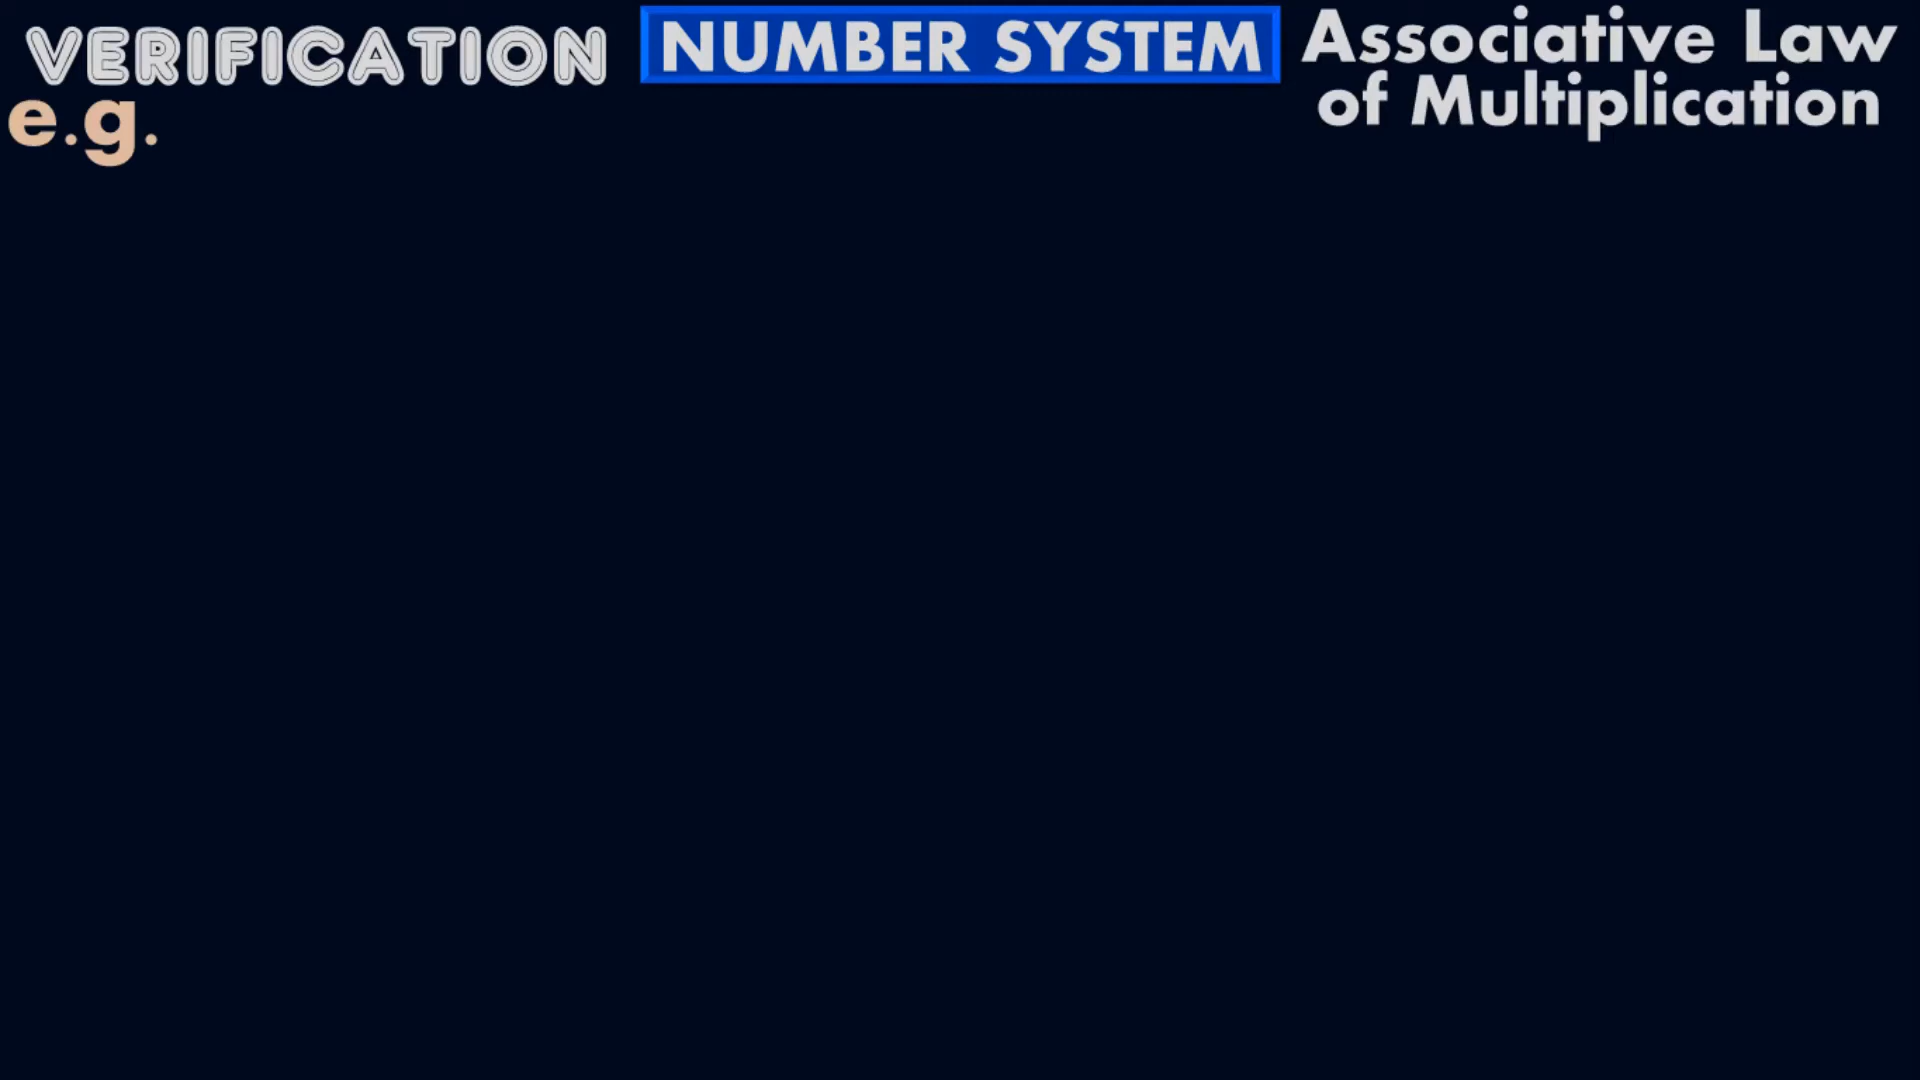 VERIFICATION
NUMBER SYSTEM
Associative Law
of Multiplication
e.g.